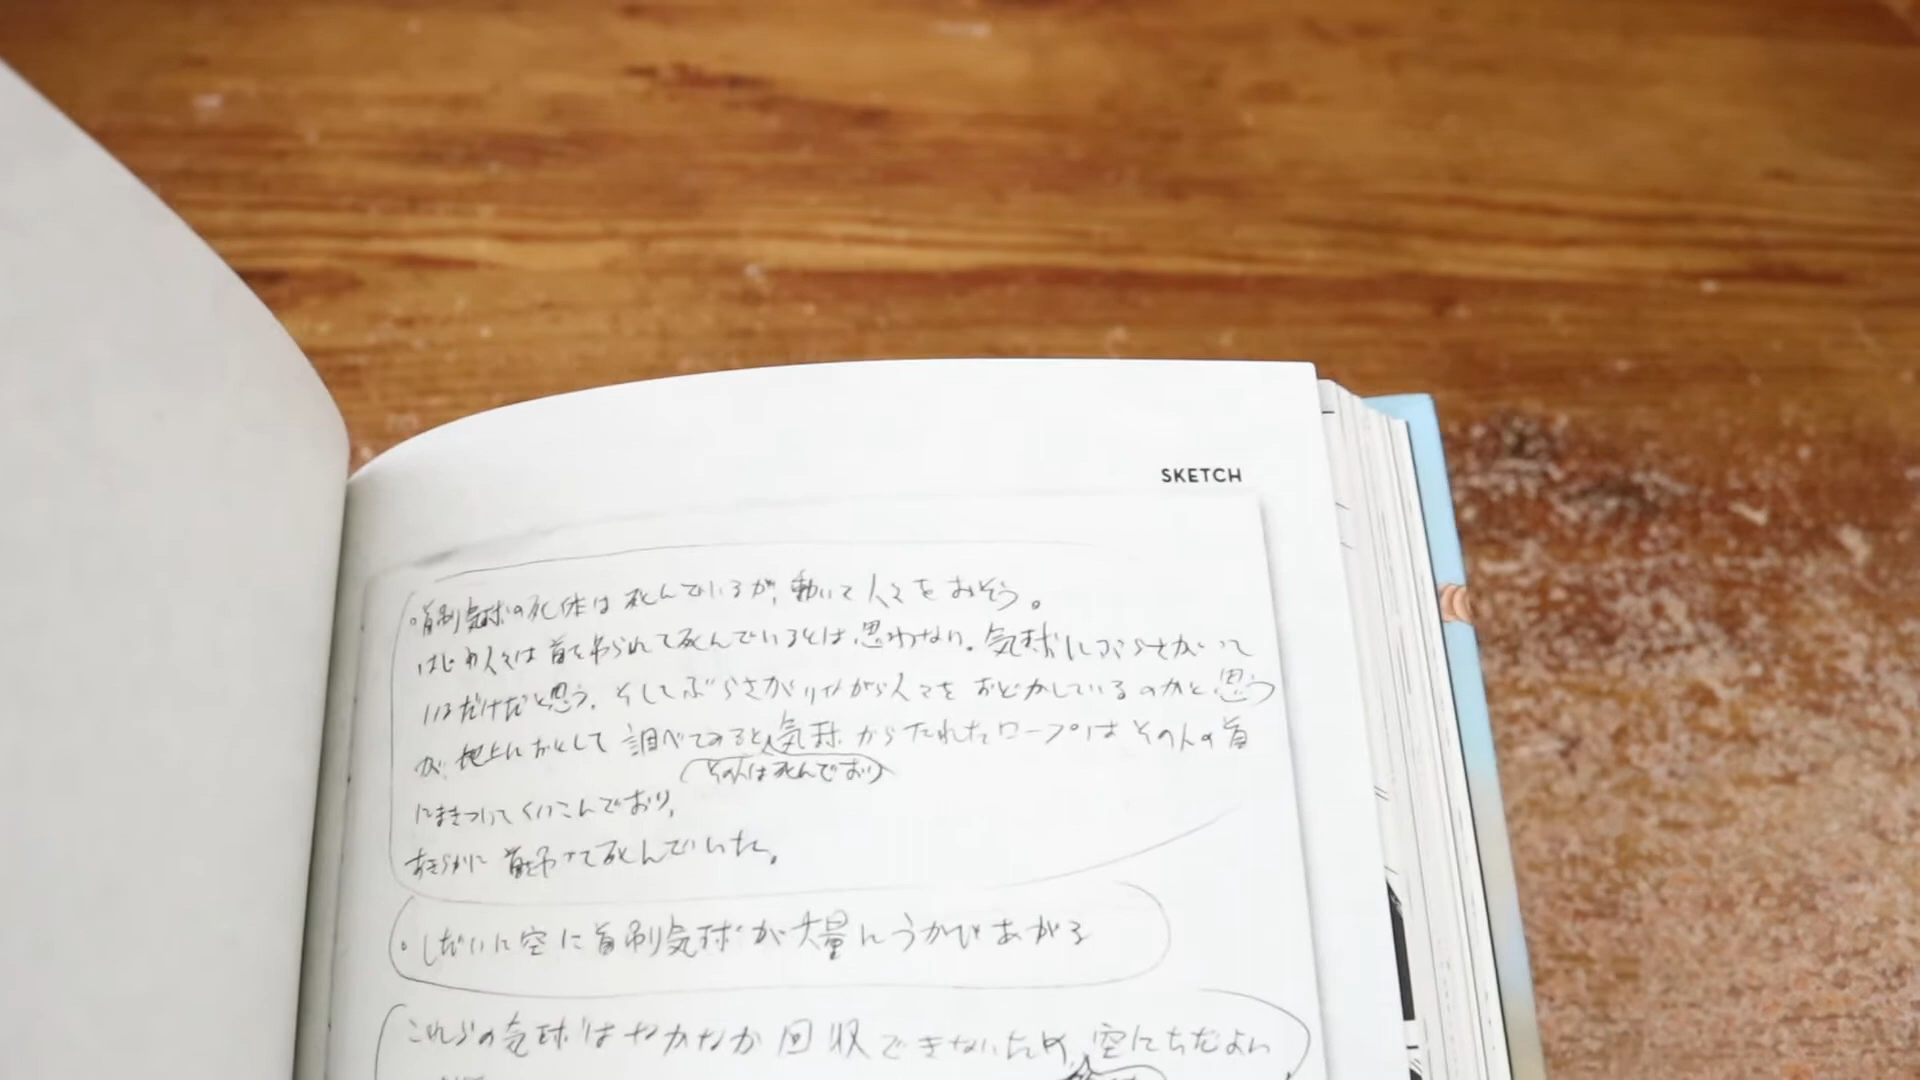 SKETCH
。首吊気球の死体は死んでいるが、動いて人々をおそう。
はじめ人々は首を吊られて死んでいるとは思わない。気球にぶらさがって
いるだけだと思う。そしてぶらさがりながら人々をおどかしているのかと思う
が、地上におとして調べてみると、気球からたれたロープはその人の首
(その人は死んでおり)
にまきついてくいこんでおり、
あきらかに首を吊って死んでいた。
。しだいに空に首吊気球が大量にうかびあがる
これらの気球はなかなか回収できないため、空にただよい